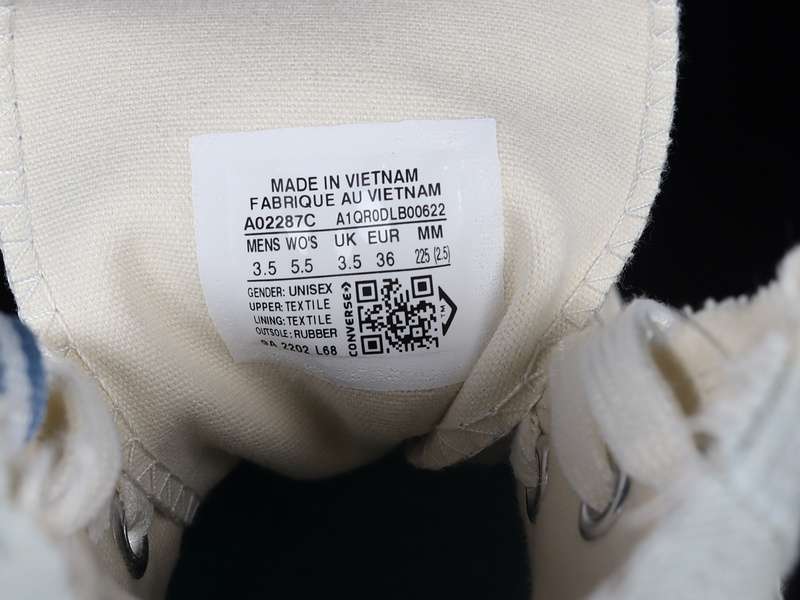 MADE IN VIETNAM
FABRIQUE AU VIETNAM
A02287C A1QR0DLB00622
MENS WO'S UK EUR MM
3.5 5.5 3.5 36 225 (2.5)
GENDER: UNISEX
UPPER: TEXTILE
LINING: TEXTILE
OUTSOLE: RUBBER
2202 L68
CONVERSE
TM